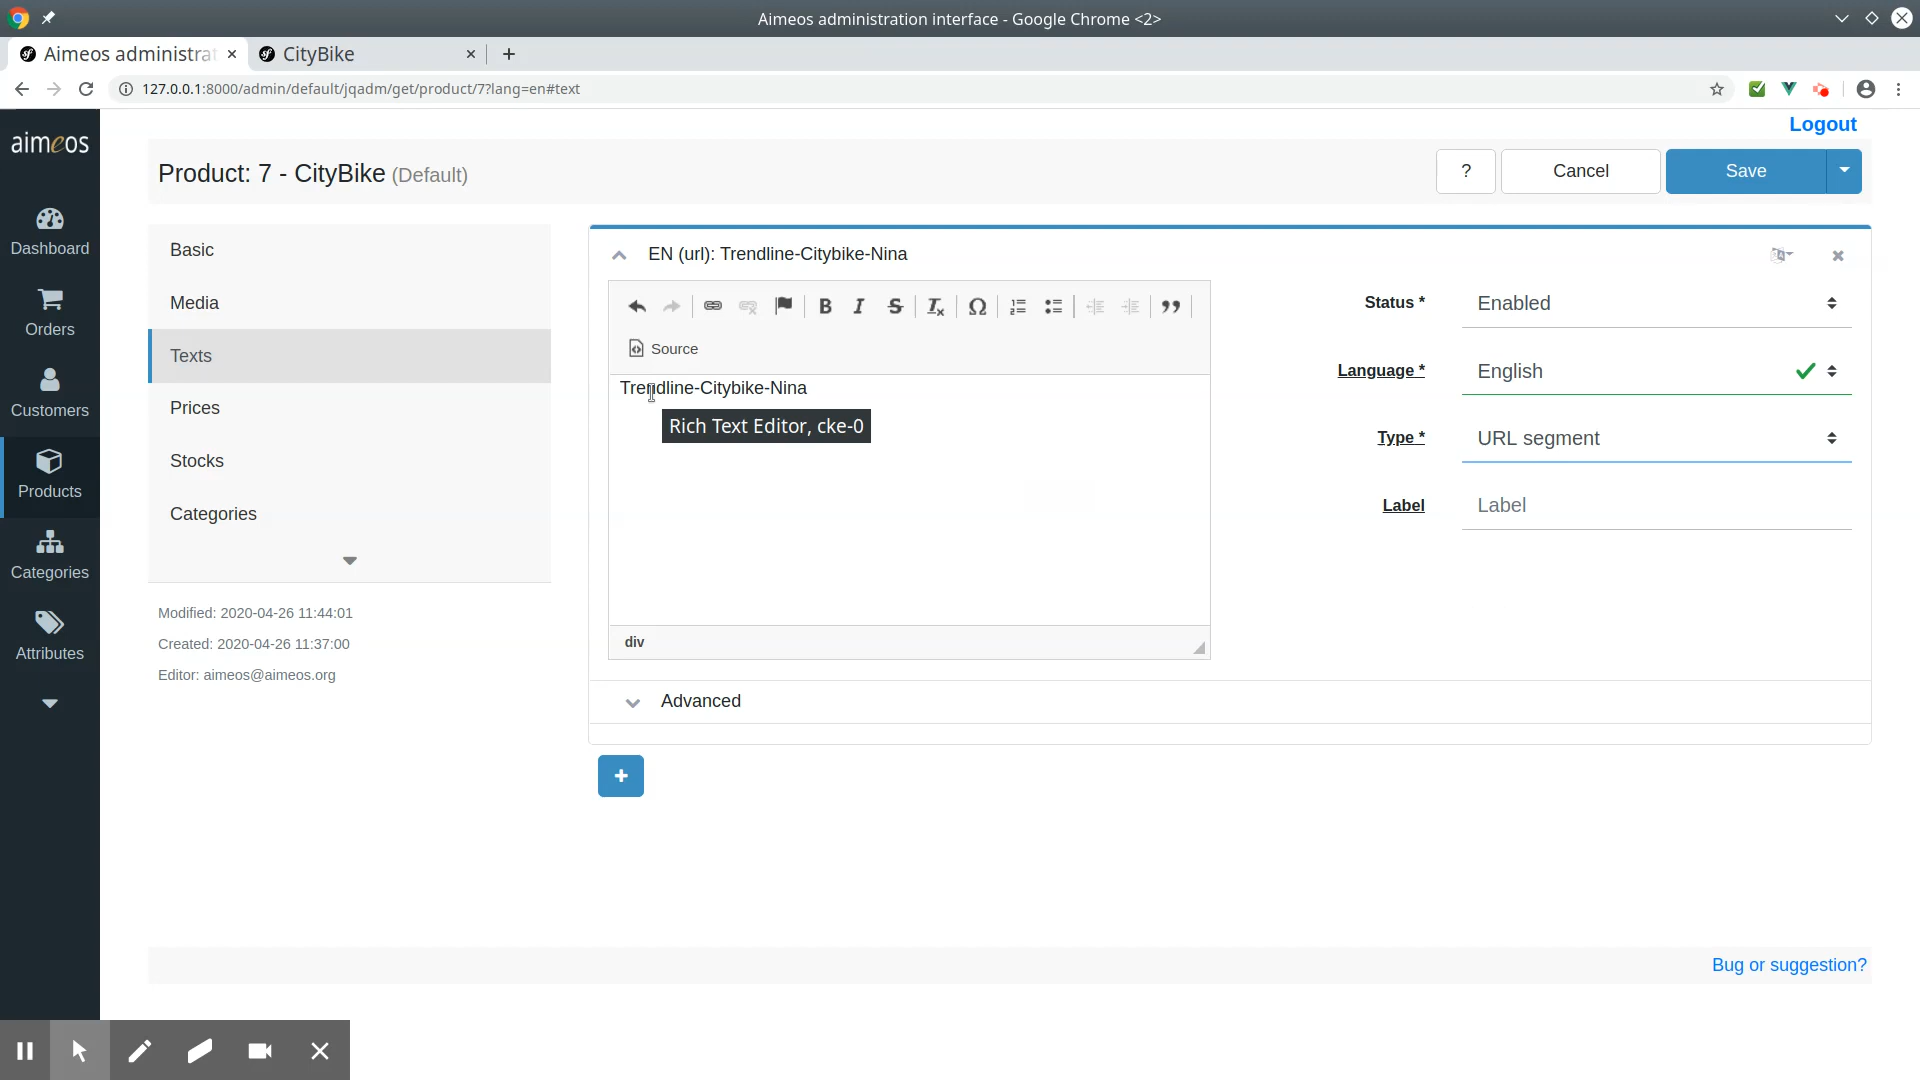 Aimeos administration interface - Google Chrome <2>
Aimeos administrat
CityBike
127.0.0.1:8000/admin/default/jqadm/get/product/7?lang=en#text
aimeos
Logout
Product: 7 - CityBike (Default)
?
Cancel
Save
Dashboard
Orders
Customers
Products
Categories
Attributes
Basic
Media
Texts
Prices
Stocks
Categories
Modified: 2020-04-26 11:44:01
Created: 2020-04-26 11:37:00
Editor: aimeos@aimeos.org
EN (url): Trendline-Citybike-Nina
Source
Trendline-Citybike-Nina
Rich Text Editor, cke-0
div
Status * Enabled
Language * English
Type * URL segment
Label Label
Advanced
Bug or suggestion?